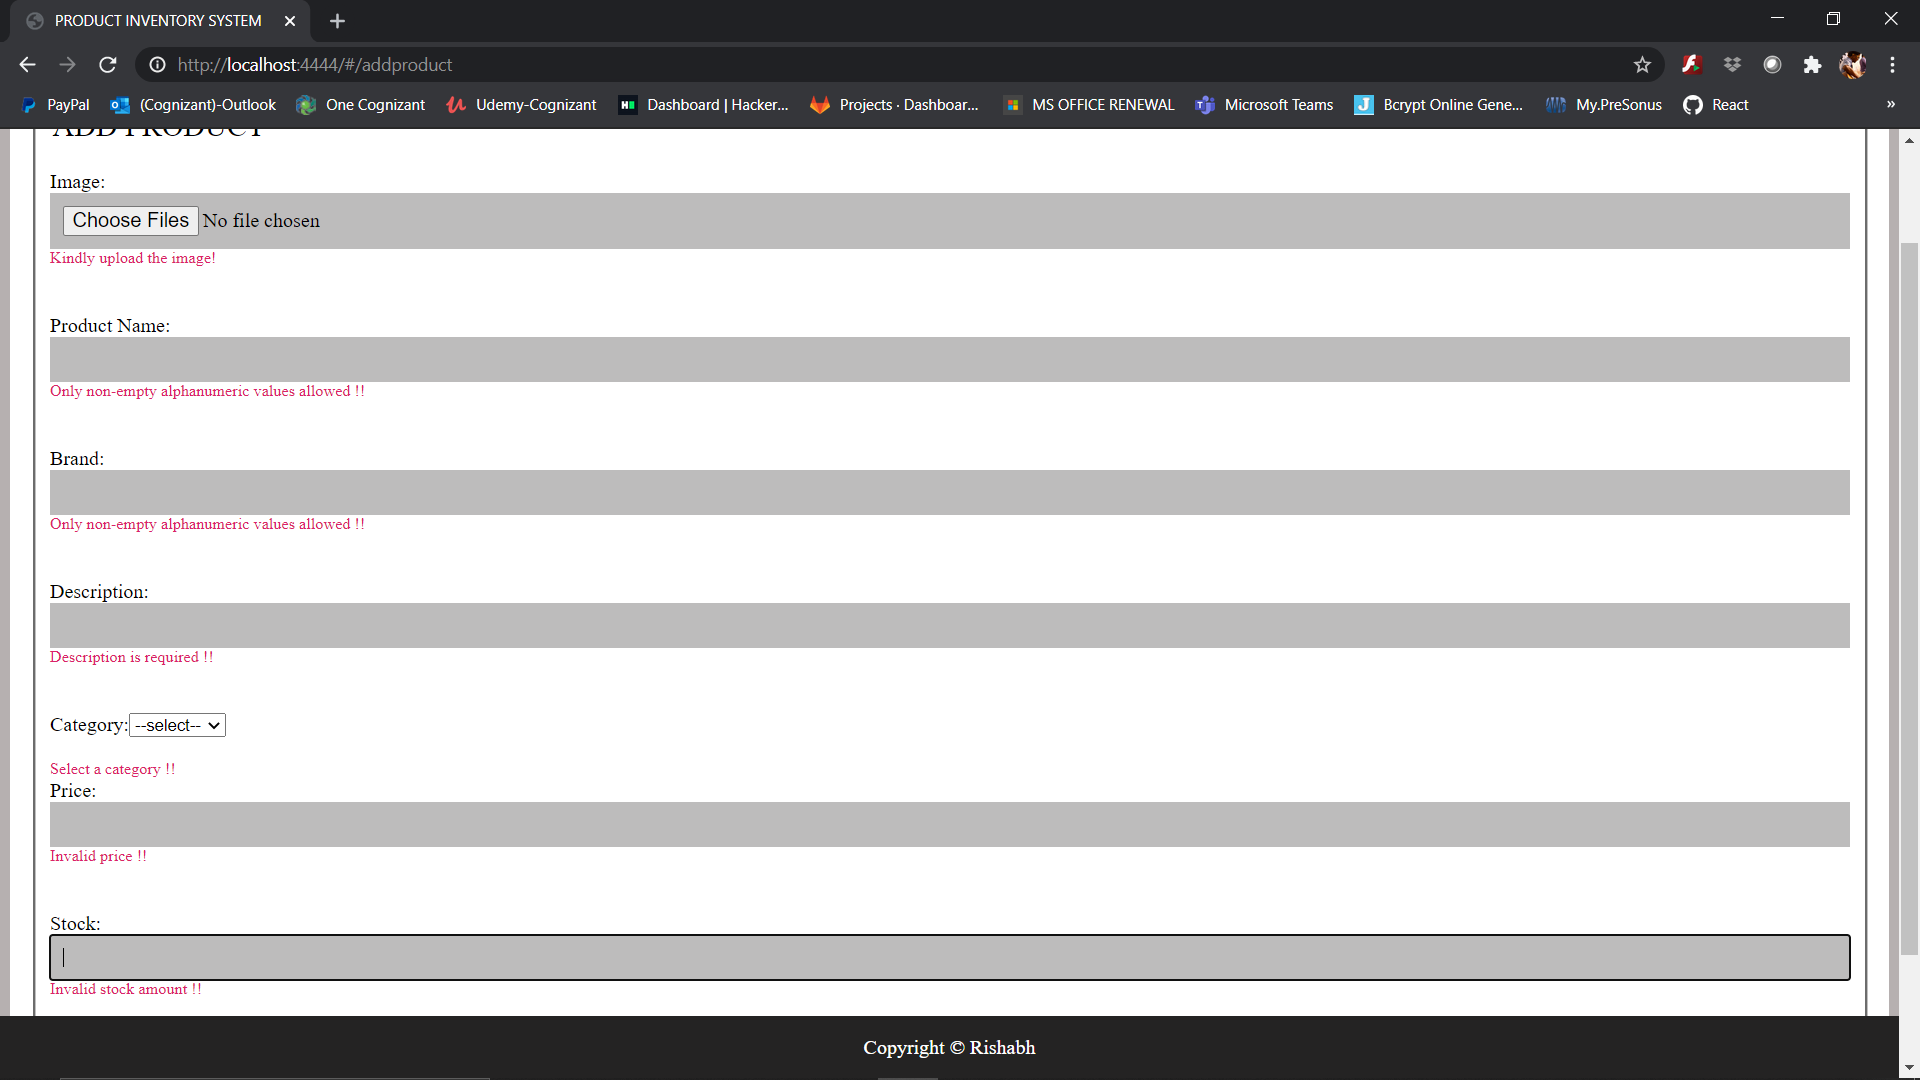 PRODUCT INVENTORY SYSTEM
http://localhost:4444/#/addproduct
PayPal (Cognizant)-Outlook One Cognizant Udemy-Cognizant Dashboard | Hacker... Projects · Dashboar... MS OFFICE RENEWAL Microsoft Teams Bcrypt Online Gene... My.PreSonus React »
ADD PRODUCT
Image:
Choose Files No file chosen
Kindly upload the image!
Product Name:
Only non-empty alphanumeric values allowed !!
Brand:
Only non-empty alphanumeric values allowed !!
Description:
Description is required !!
Category: --select--
Select a category !!
Price:
Invalid price !!
Stock:
Invalid stock amount !!
Copyright © Rishabh